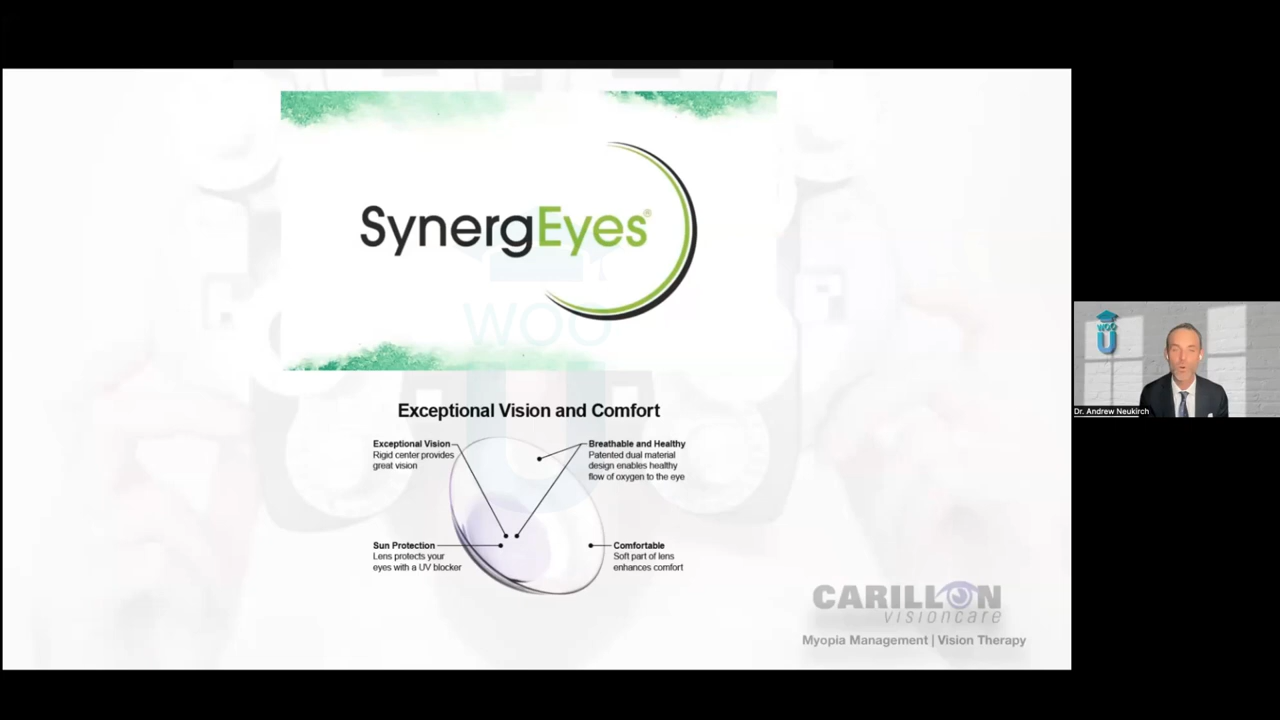 SynergEyes®
WOO
U
Exceptional Vision and Comfort
Exceptional Vision
Rigid center provides
great vision
Breathable and Healthy
Patented dual material
design enables healthy
flow of oxygen to the eye
Sun Protection
Lens protects your
eyes with a UV blocker
Comfortable
Soft part of lens
enhances comfort
CARILLON
visioncare
Myopia Management | Vision Therapy
WOO
U
Dr. Andrew Neukirch